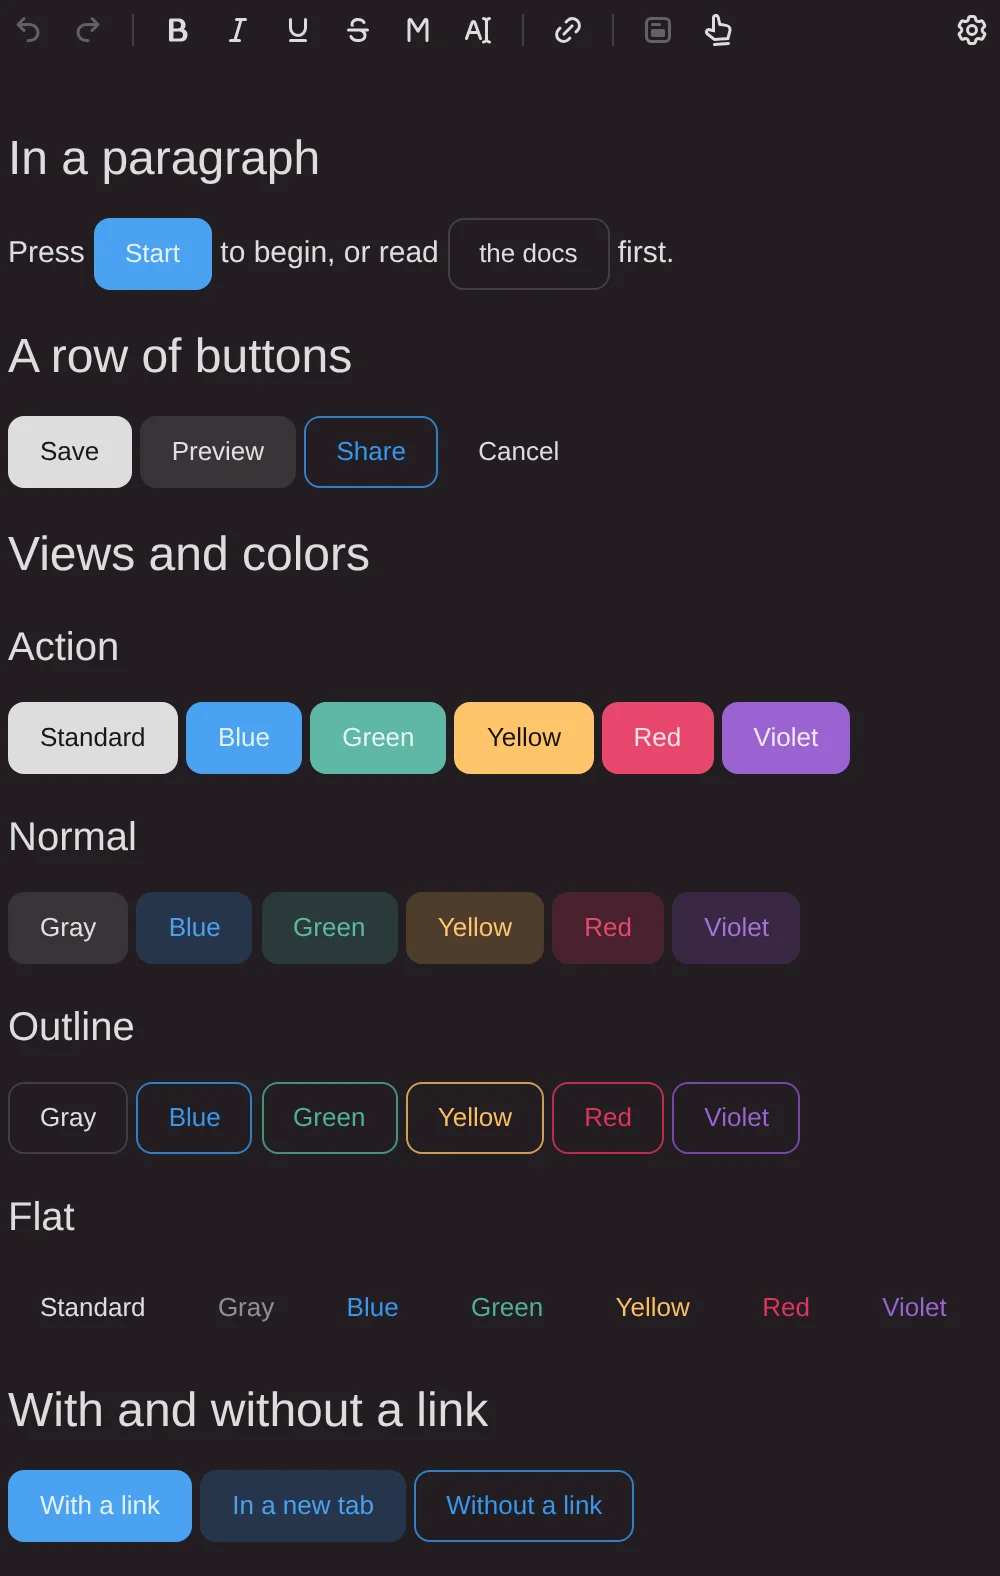 In a paragraph
Press Start to begin, or read the docs first.
A row of buttons
Save Preview Share Cancel
Views and colors
Action
Standard Blue Green Yellow Red Violet
Normal
Gray Blue Green Yellow Red Violet
Outline
Gray Blue Green Yellow Red Violet
Flat
Standard Gray Blue Green Yellow Red Violet
With and without a link
With a link In a new tab Without a link